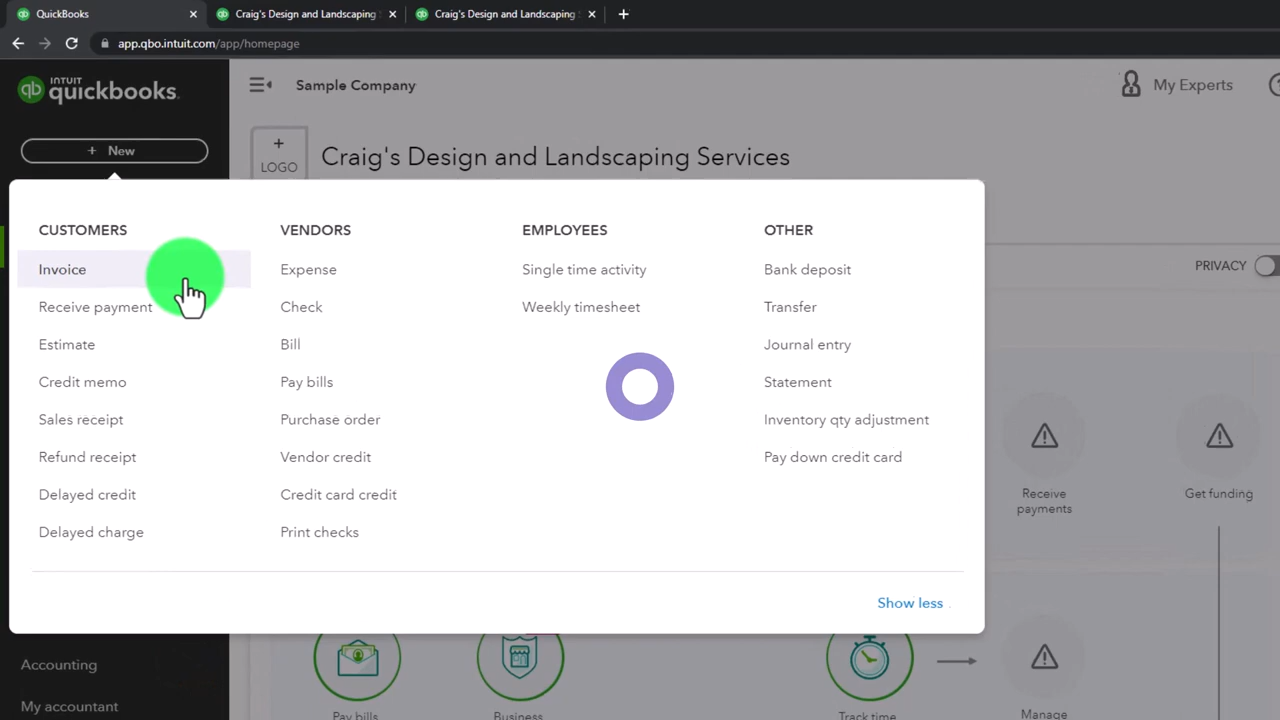 QuickBooks
Craig's Design and Landscaping
Craig's Design and Landscaping
app.qbo.intuit.com/app/homepage
INTUIT
quickbooks.
Sample Company
My Experts
+ New
+
LOGO
Craig's Design and Landscaping Services
PRIVACY
CUSTOMERS
Invoice
Receive payment
Estimate
Credit memo
Sales receipt
Refund receipt
Delayed credit
Delayed charge
VENDORS
Expense
Check
Bill
Pay bills
Purchase order
Vendor credit
Credit card credit
Print checks
EMPLOYEES
Single time activity
Weekly timesheet
OTHER
Bank deposit
Transfer
Journal entry
Statement
Inventory qty adjustment
Pay down credit card
Show less
Receive
payments
Get funding
Accounting
My accountant
Pay bills
Business
Track time
Manage